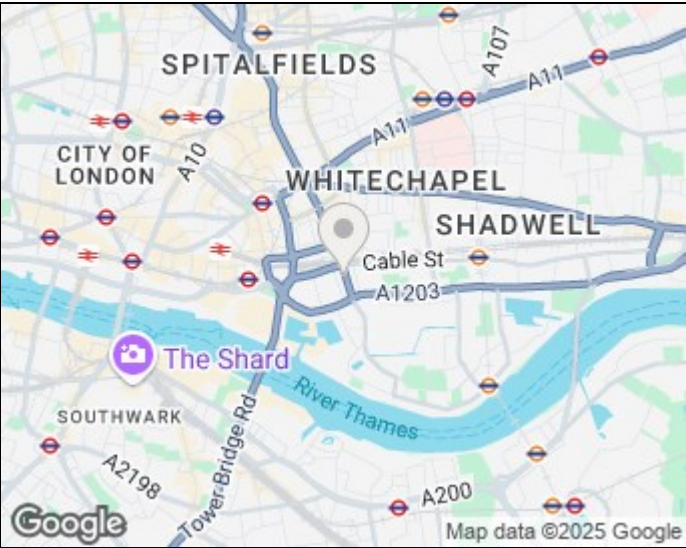 SPITALFIELDS
A107
A11
A11
CITY OF
LONDON
A10
WHITECHAPEL
SHADWELL
Cable St
A1203
The Shard
River Thames
SOUTHWARK
Tower Bridge Rd
A2198
A200
Google
Map data ©2025 Google